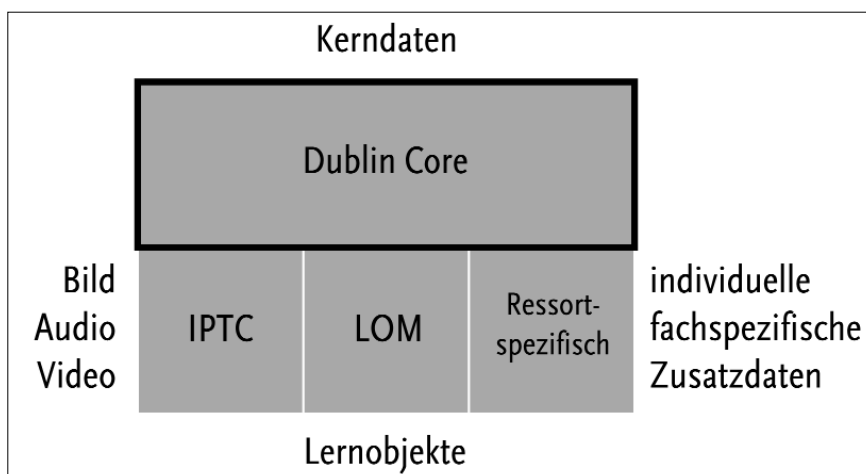 Kerndaten
Dublin Core
Bild
Audio
Video
IPTC
LOM
Ressort-
spezifisch
individuelle
fachspezifische
Zusatzdaten
Lernobjekte